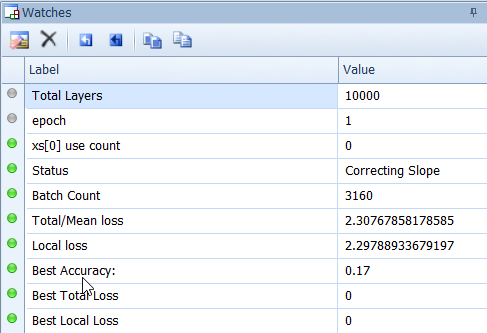 Watches
Label Value
Total Layers 10000
epoch 1
xs[0] use count 0
Status Correcting Slope
Batch Count 3160
Total/Mean loss 2.30767858178585
Local loss 2.29788933679197
Best Accuracy: 0.17
Best Total Loss 0
Best Local Loss 0